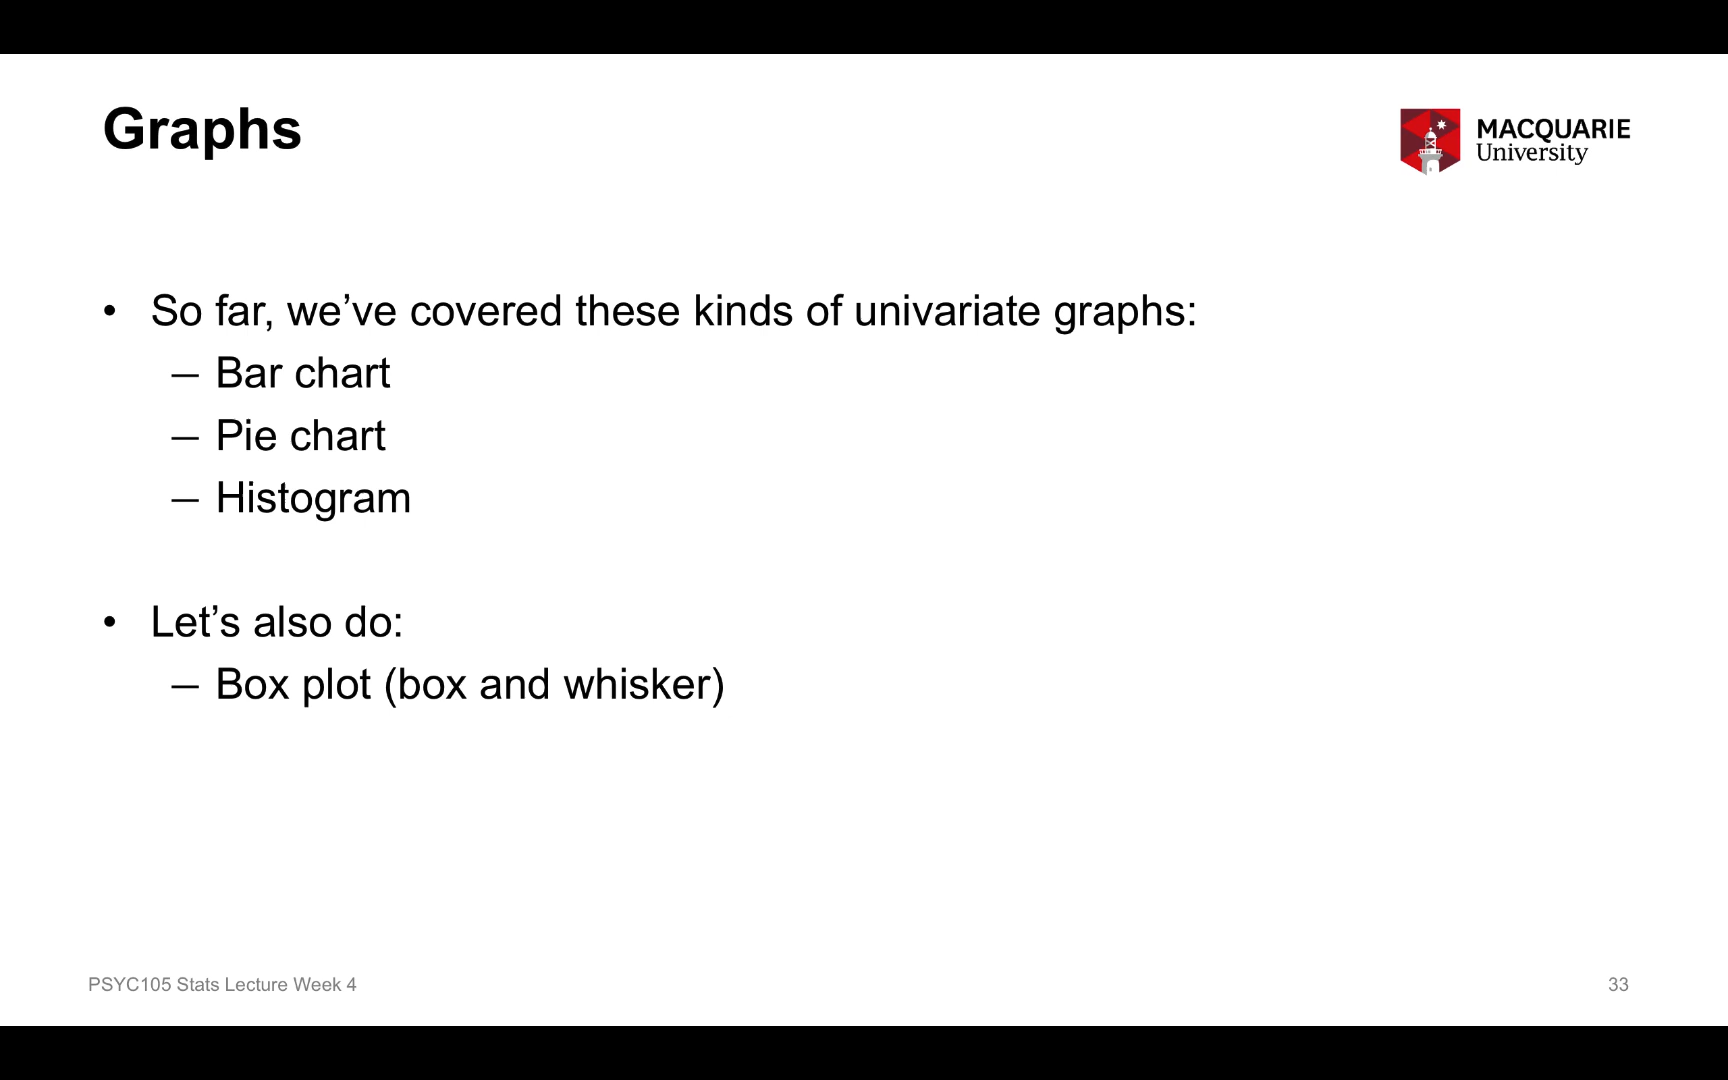 Graphs
MACQUARIE
University
• So far, we’ve covered these kinds of univariate graphs:
– Bar chart
– Pie chart
– Histogram
• Let’s also do:
– Box plot (box and whisker)
PSYC105 Stats Lecture Week 4
33